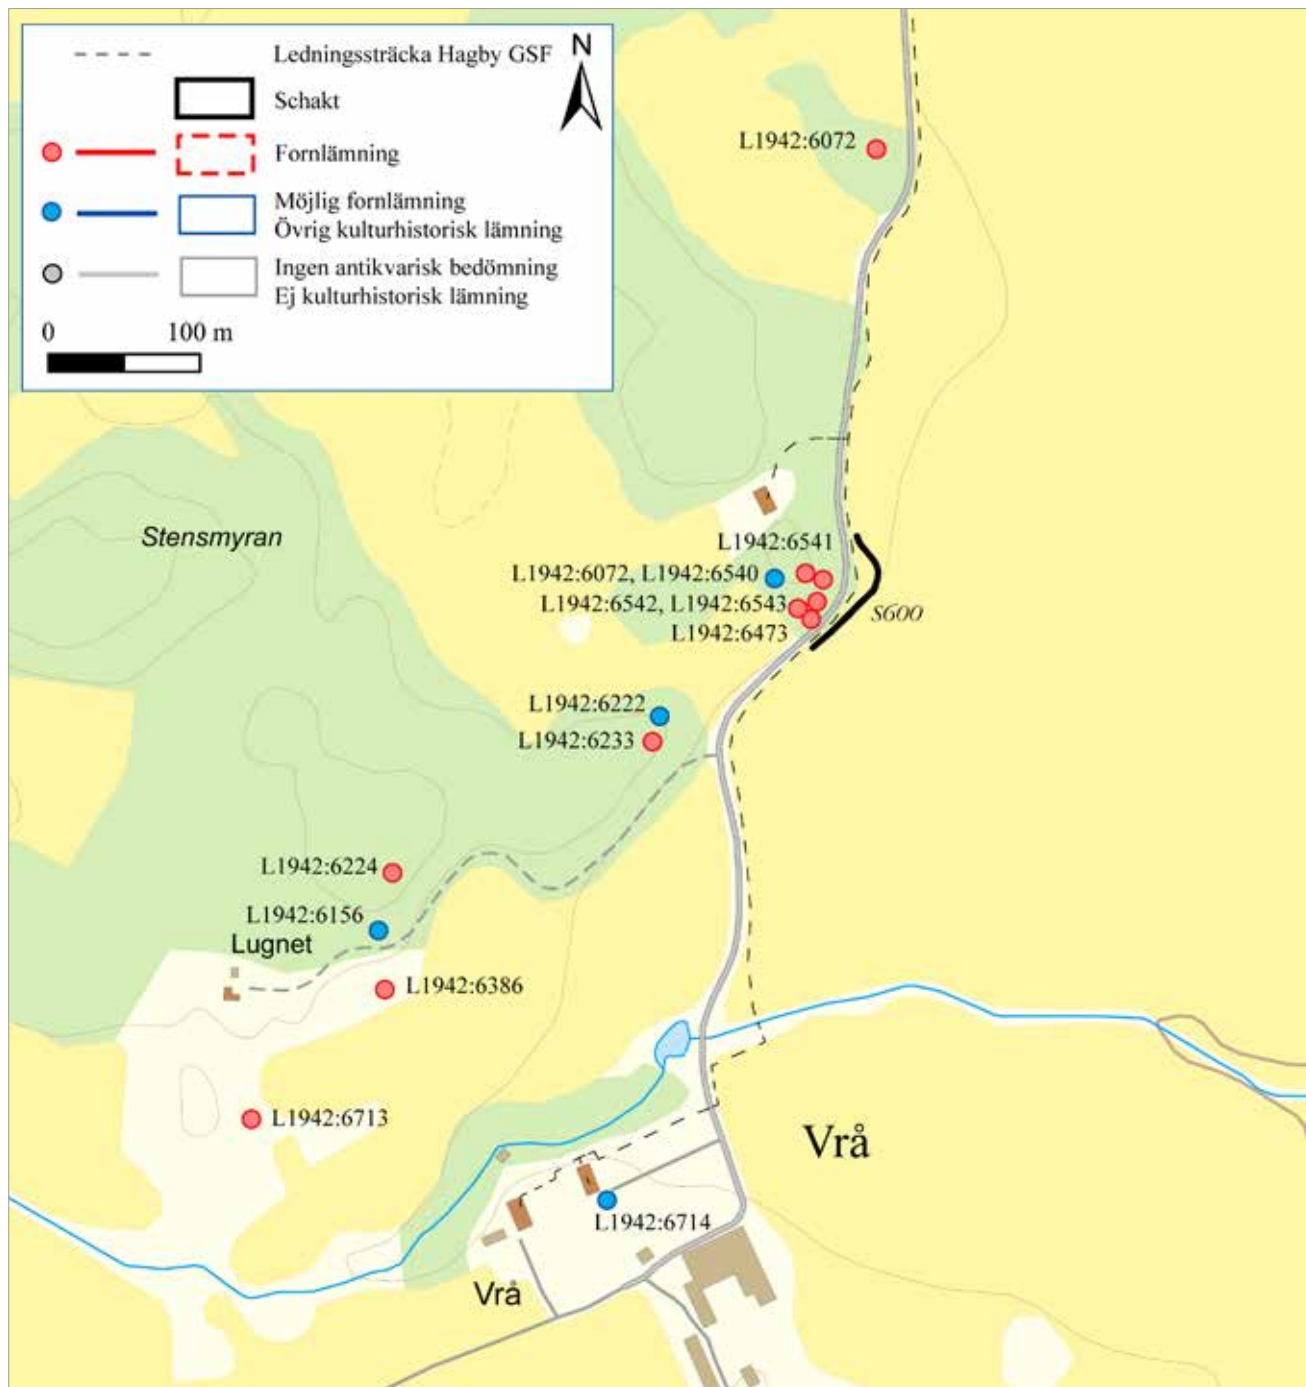 Ledningssträcka Hagby GSF
N
Schakt
Fornlämning
Möjlig fornlämning
Övrig kulturhistorisk lämning
Ingen antikvarisk bedömning
Ej kulturhistorisk lämning
0 100 m
L1942:6072
Stensmyran
L1942:6541
L1942:6072, L1942:6540
L1942:6542, L1942:6543
S600
L1942:6473
L1942:6222
L1942:6233
L1942:6224
L1942:6156
Lugnet
L1942:6386
L1942:6713
Vrå
L1942:6714
Vrå